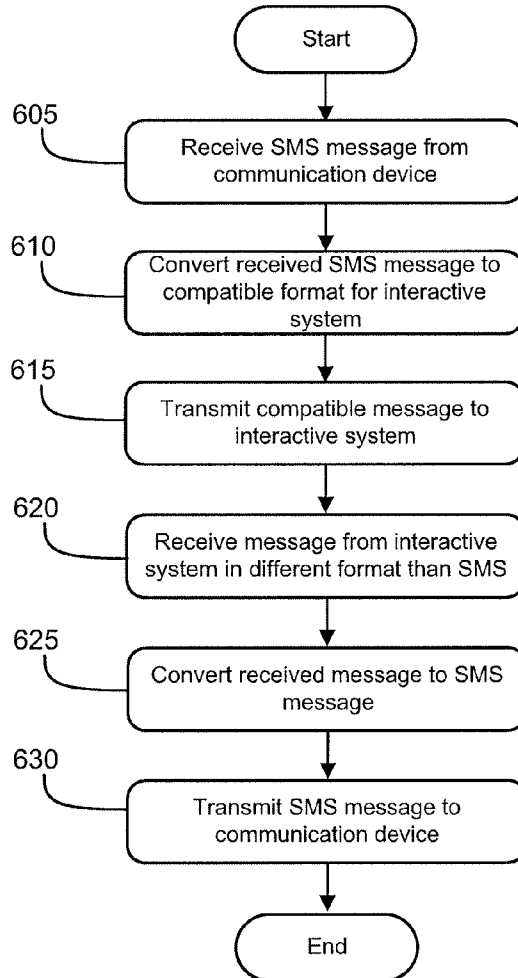 Start
605
Receive SMS message from
communication device
610
Convert received SMS message to
compatible format for interactive
system
615
Transmit compatible message to
interactive system
620
Receive message from interactive
system in different format than SMS
625
Convert received message to SMS
message
630
Transmit SMS message to
communication device
End